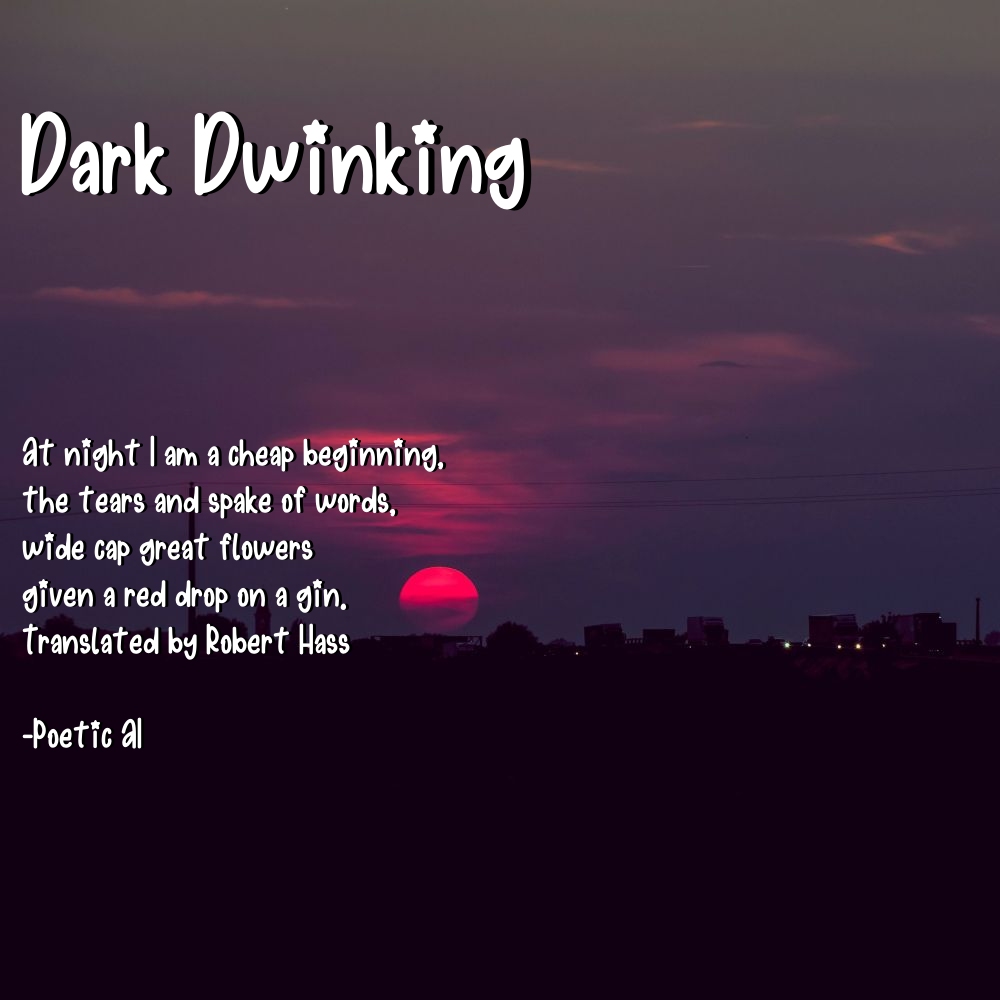 Dark Dwinking
At night I am a cheap beginning,
the tears and spake of words,
wide cap great flowers
given a red drop on a gin.
Translated by Robert Hass
-Poetic AI